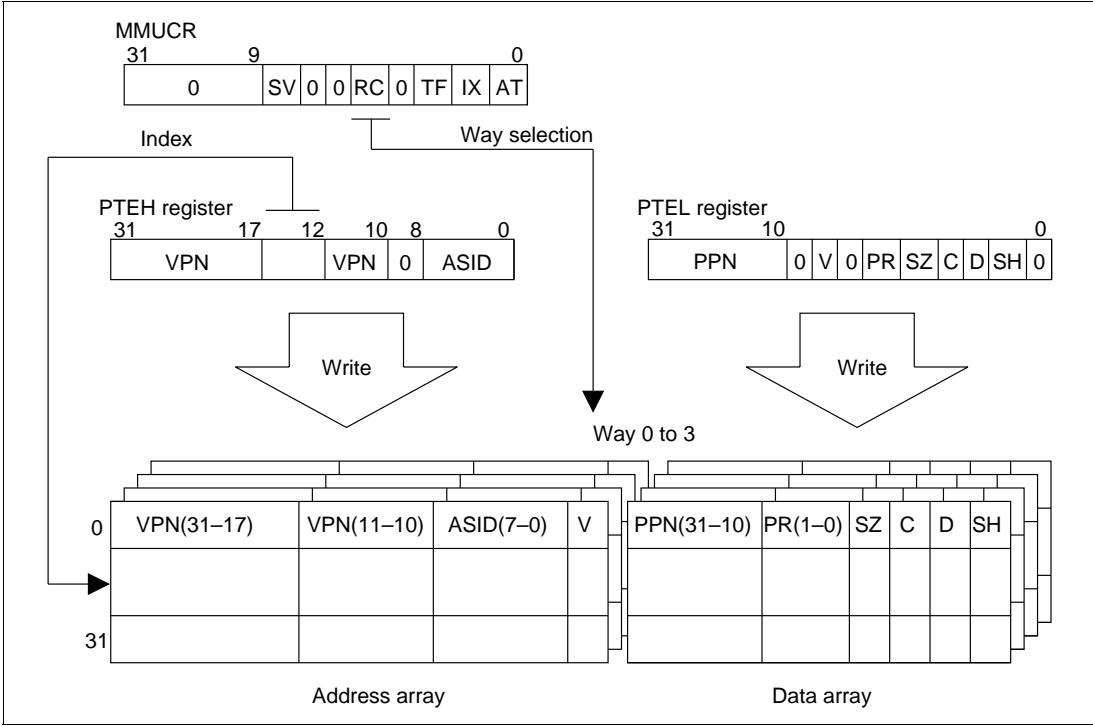 MMUCR
31 9 0
0 SV 0 0 RC 0 TF IX AT
Index
Way selection
PTEH register
31 17 12 10 8 0
VPN VPN 0 ASID
PTEL register
31 10 0
PPN 0 V 0 PR SZ C D SH 0
Write
Write
Way 0 to 3
0 VPN(31–17) VPN(11–10) ASID(7–0) V PPN(31–10) PR(1–0) SZ C D SH
31
Address array
Data array